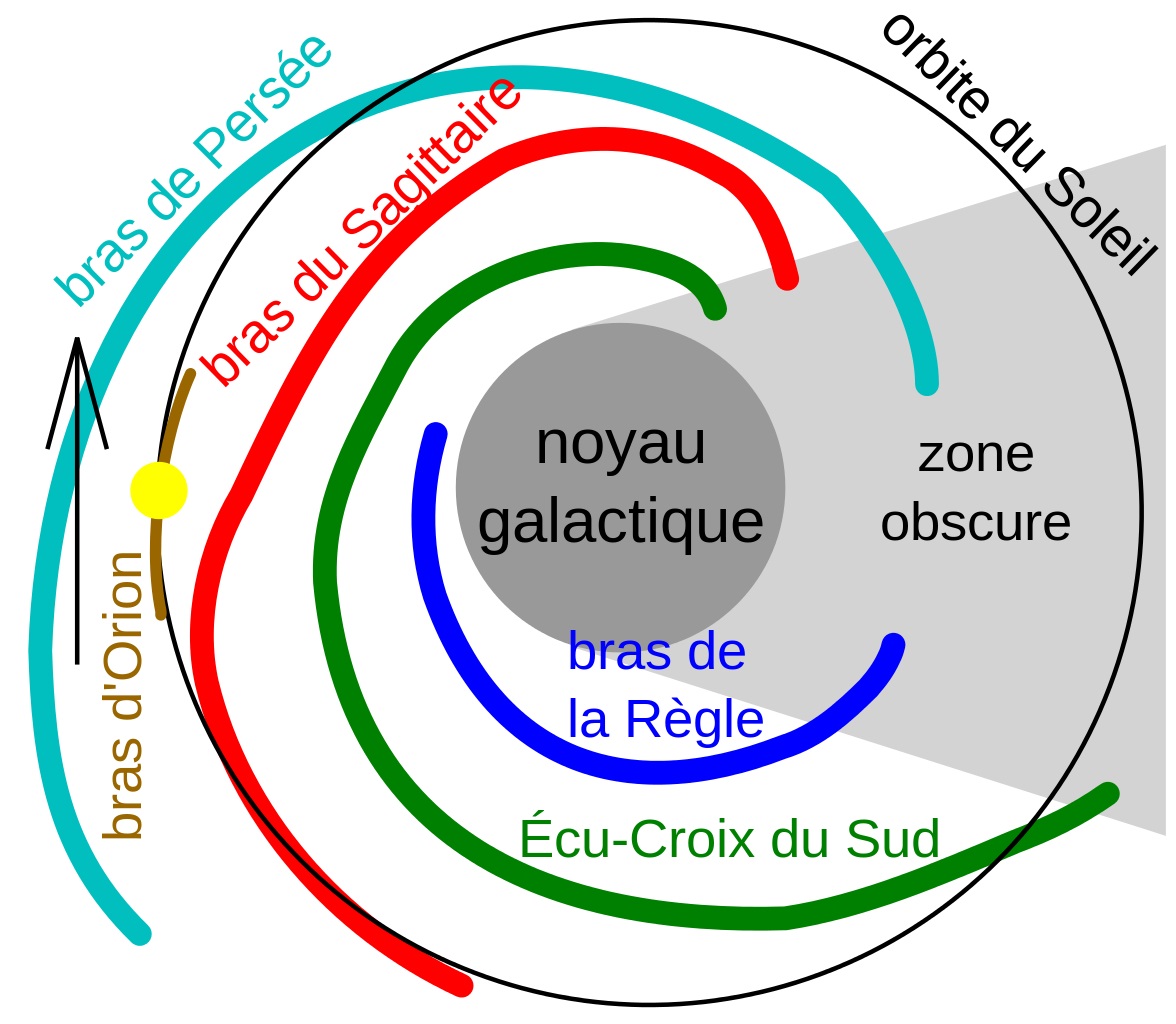 orbite du Soleil
bras de Persée
bras du Sagittaire
noyau
galactique
zone
obscure
bras d'Orion
bras de
la Règle
Écu-Croix du Sud